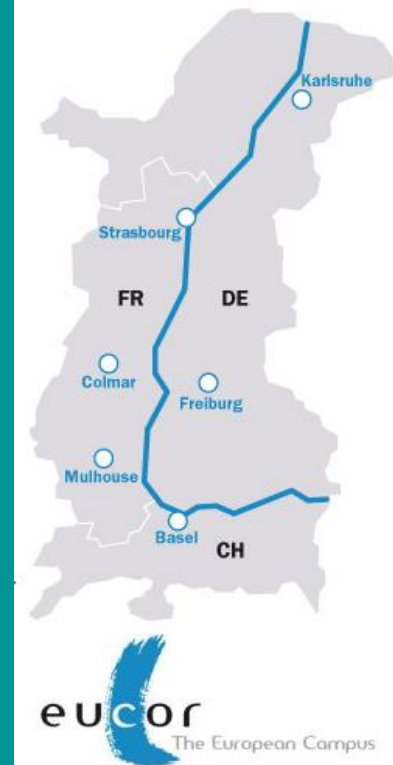 Karlsruhe
Strasbourg
FR
DE
Colmar
Freiburg
Mulhouse
Basel
CH
eucor
The European Campus